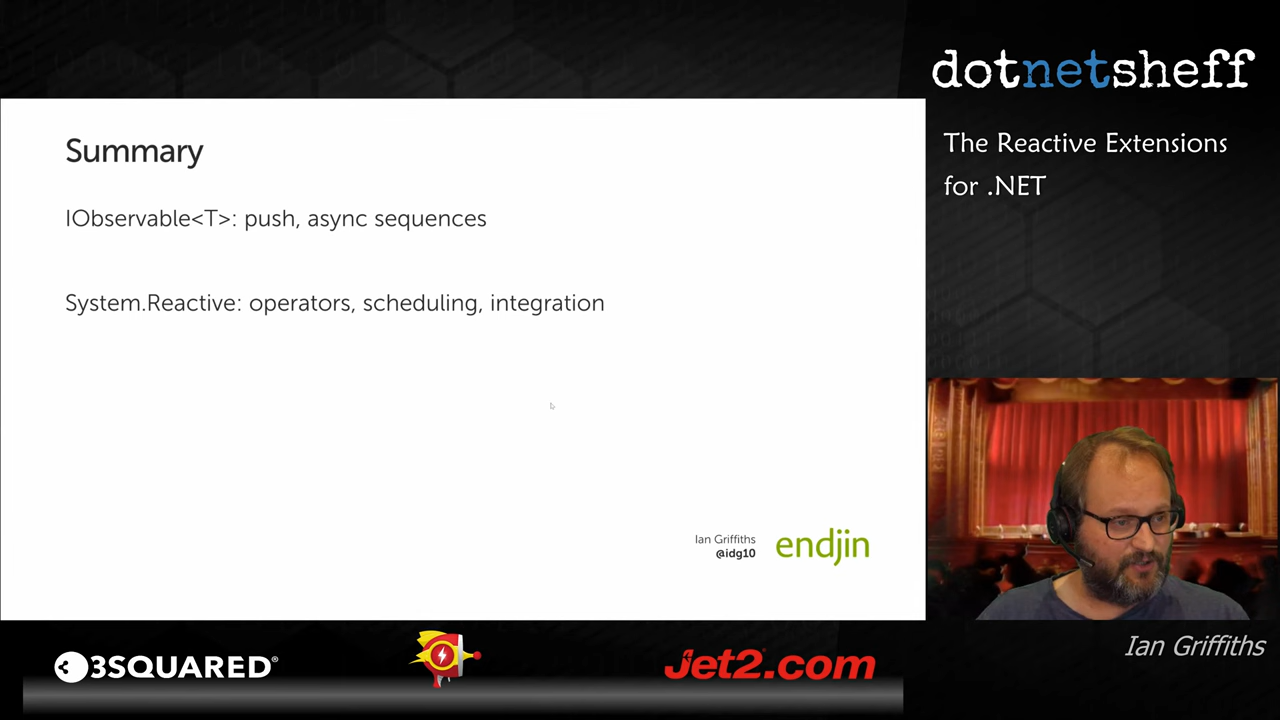 dotnetsheff
The Reactive Extensions
for .NET
Summary
IObservable<T>: push, async sequences
System.Reactive: operators, scheduling, integration
Ian Griffiths
@idg10
endjin
Ian Griffiths
3SQUARED®
Jet2.com